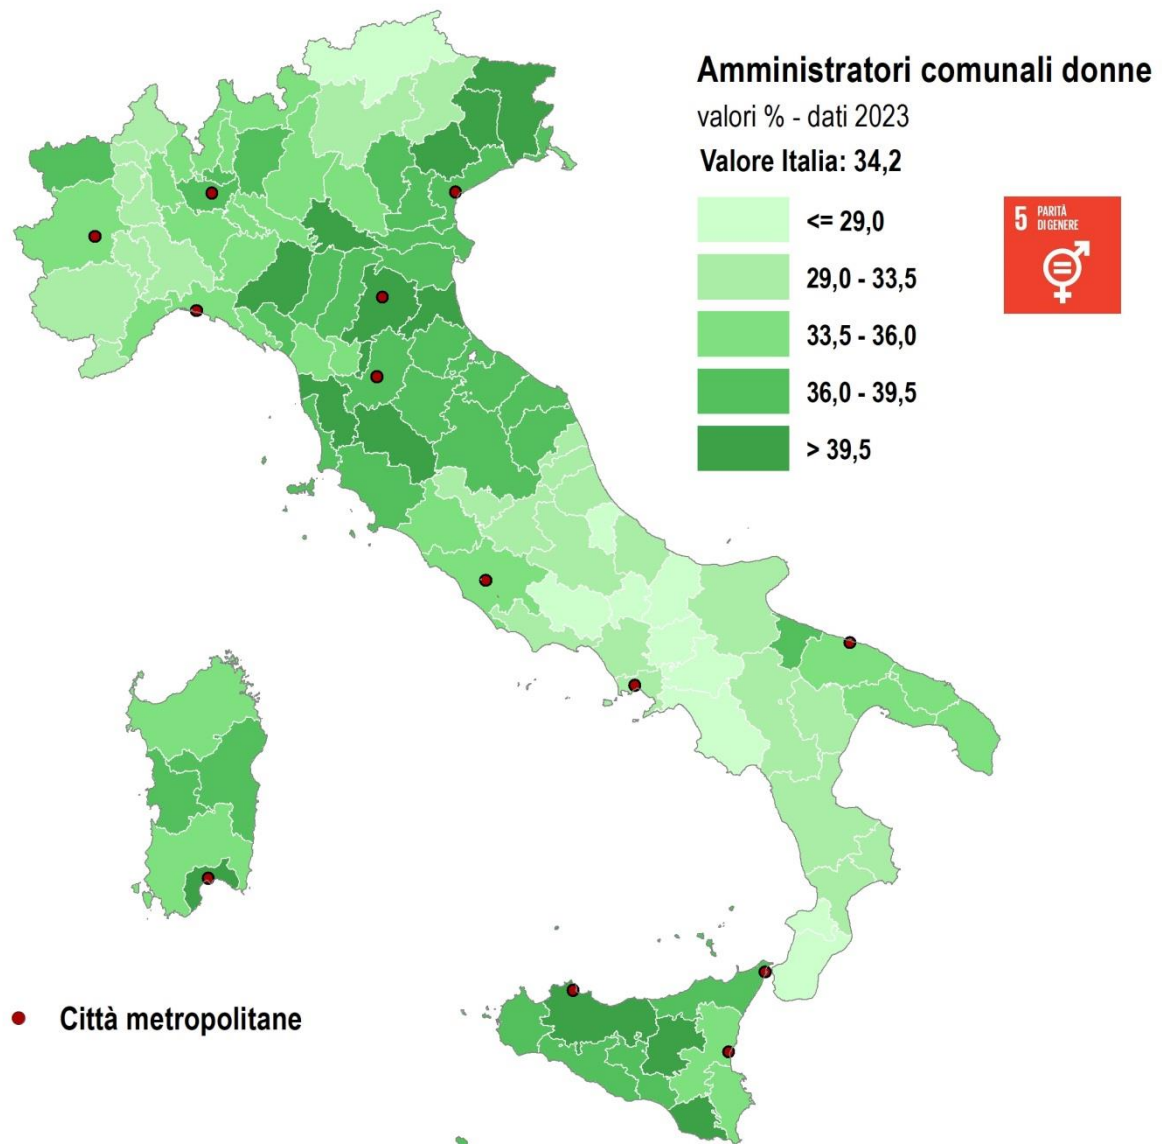 Amministratori comunali donne
valori % - dati 2023
Valore Italia: 34,2
<= 29,0
29,0 - 33,5
33,5 - 36,0
36,0 - 39,5
> 39,5
5 PARITÀ
DI GENERE
Città metropolitane